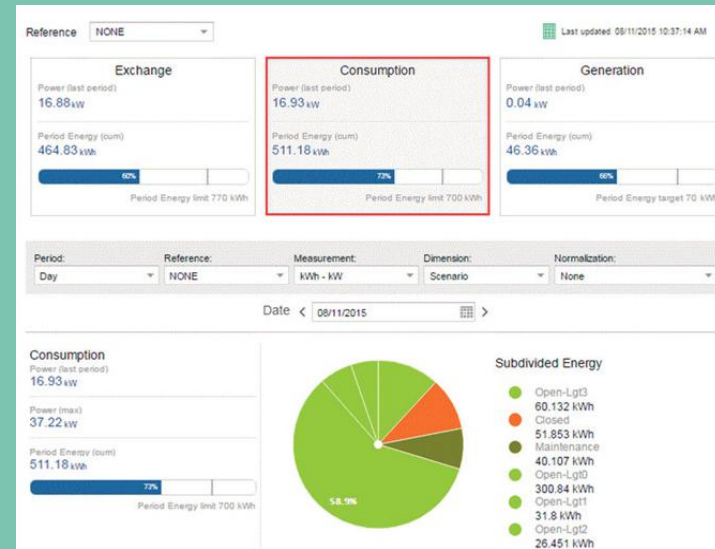 Reference NONE
Last updated 08/11/2015 10:37:14 AM
Exchange
Power (last period)
16.88 kW
Period Energy (cum)
464.83 kWh
60%
Period Energy limit 770 kWh
Consumption
Power (last period)
16.93 kW
Period Energy (cum)
511.18 kWh
73%
Period Energy limit 700 kWh
Generation
Power (last period)
0.04 kW
Period Energy (cum)
46.36 kWh
66%
Period Energy target 70 kWh
Period: Reference: Measurement: Dimension: Normalization:
Day NONE kWh - kW Scenario None
Date < 08/11/2015 >
Consumption
Power (last period)
16.93 kW
Power (max)
37.22 kW
Period Energy (cum)
511.18 kWh
73%
Period Energy limit 700 kWh
58.9%
Subdivided Energy
Open-Lgt3
60.132 kWh
Closed
51.853 kWh
Maintenance
40.107 kWh
Open-Lgt0
300.84 kWh
Open-Lgt1
31.8 kWh
Open-Lgt2
26.451 kWh